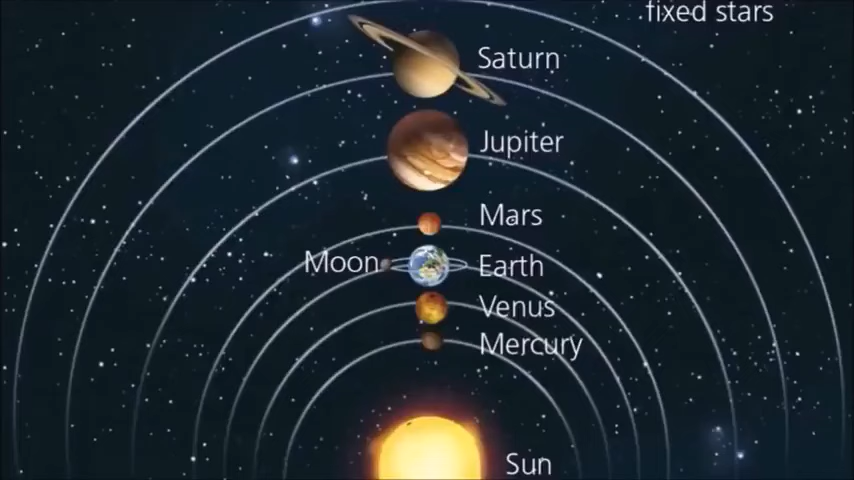 fixed stars
Saturn
Jupiter
Mars
Moon
Earth
Venus
Mercury
Sun